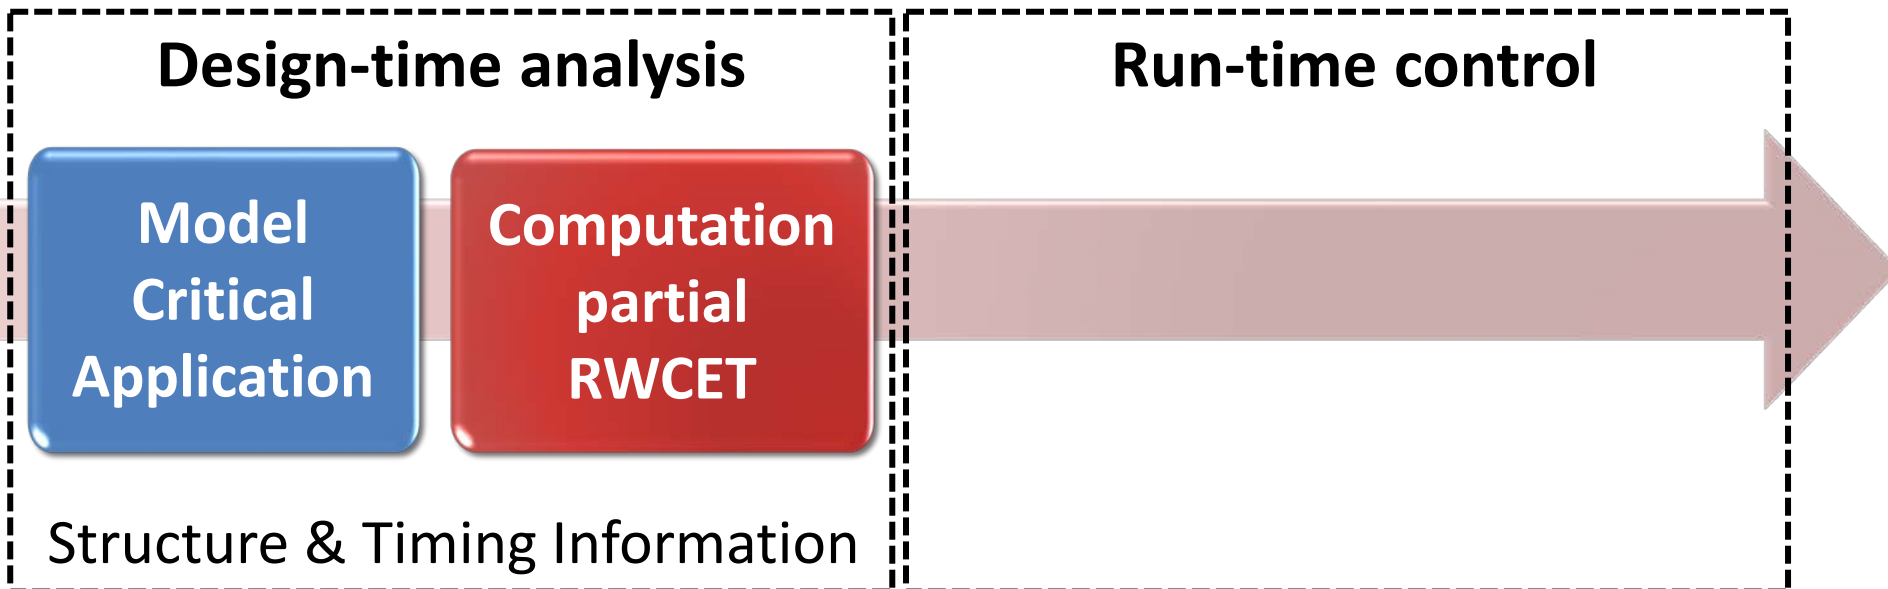 Design-time analysis
Run-time control
Model
Critical
Application
Computation
partial
RWCET
Structure & Timing Information